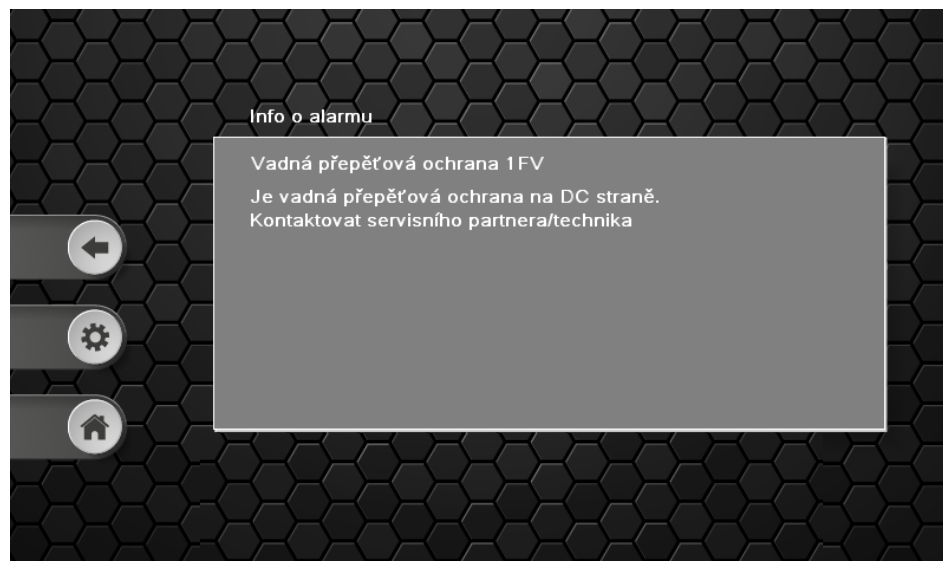 Info o alarmu
Vadná přepěťová ochrana 1FV
Je vadná přepěťová ochrana na DC straně.
Kontaktovat servisního partnera/technika